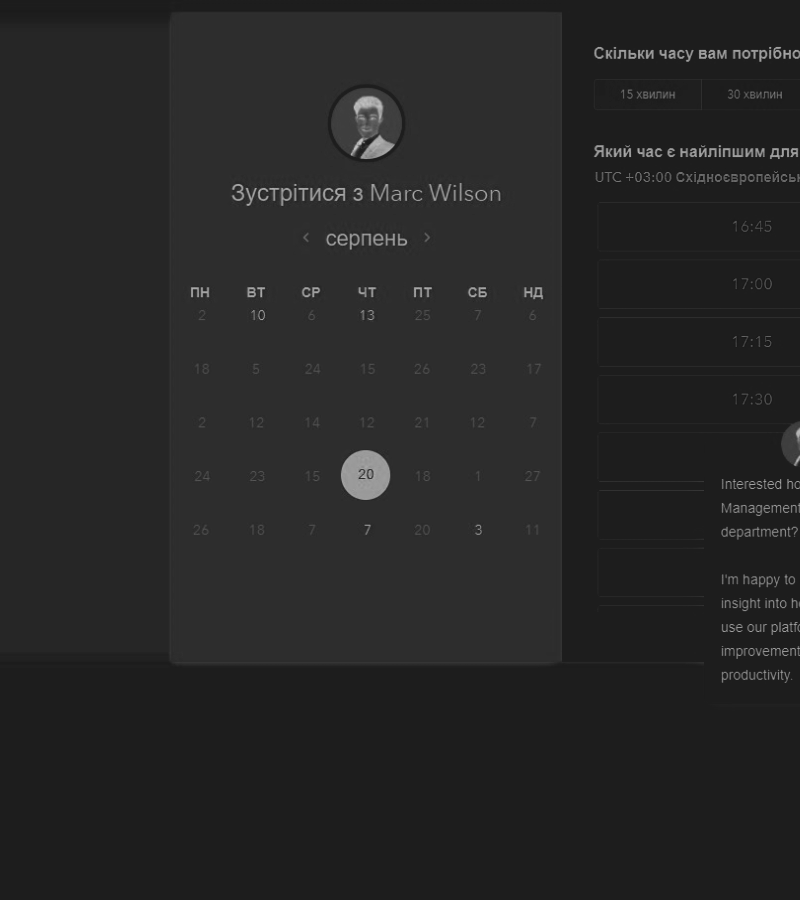 Зустрітися з Marc Wilson
серпень
ПН ВТ СР ЧТ ПТ СБ НД
2 10 6 13 25 7 6
18 5 24 15 26 23 17
2 12 14 12 21 12 7
24 23 15 20 18 1 27
26 18 7 7 20 3 11
Скільки часу вам потрібно
15 хвилин 30 хвилин
Який час є найліпшим для
UTC +03:00 Східноєвропейськ
16:45
17:00
17:15
17:30
Interested ho
Management
department?
I'm happy to
insight into h
use our platfo
improvement
productivity.